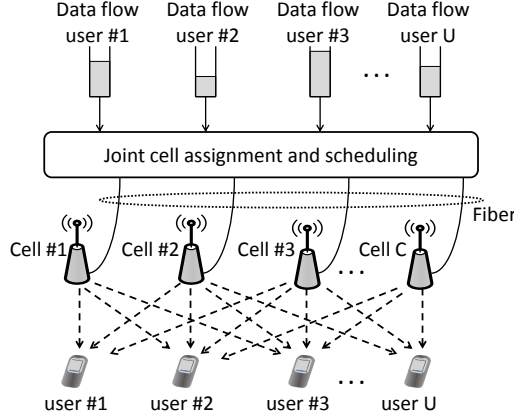 Data flow user #1
Data flow user #2
Data flow user #3
Data flow user U
...
Joint cell assignment and scheduling
Fiber
Cell #1
Cell #2
Cell #3
...
Cell C
user #1
user #2
user #3
...
user U